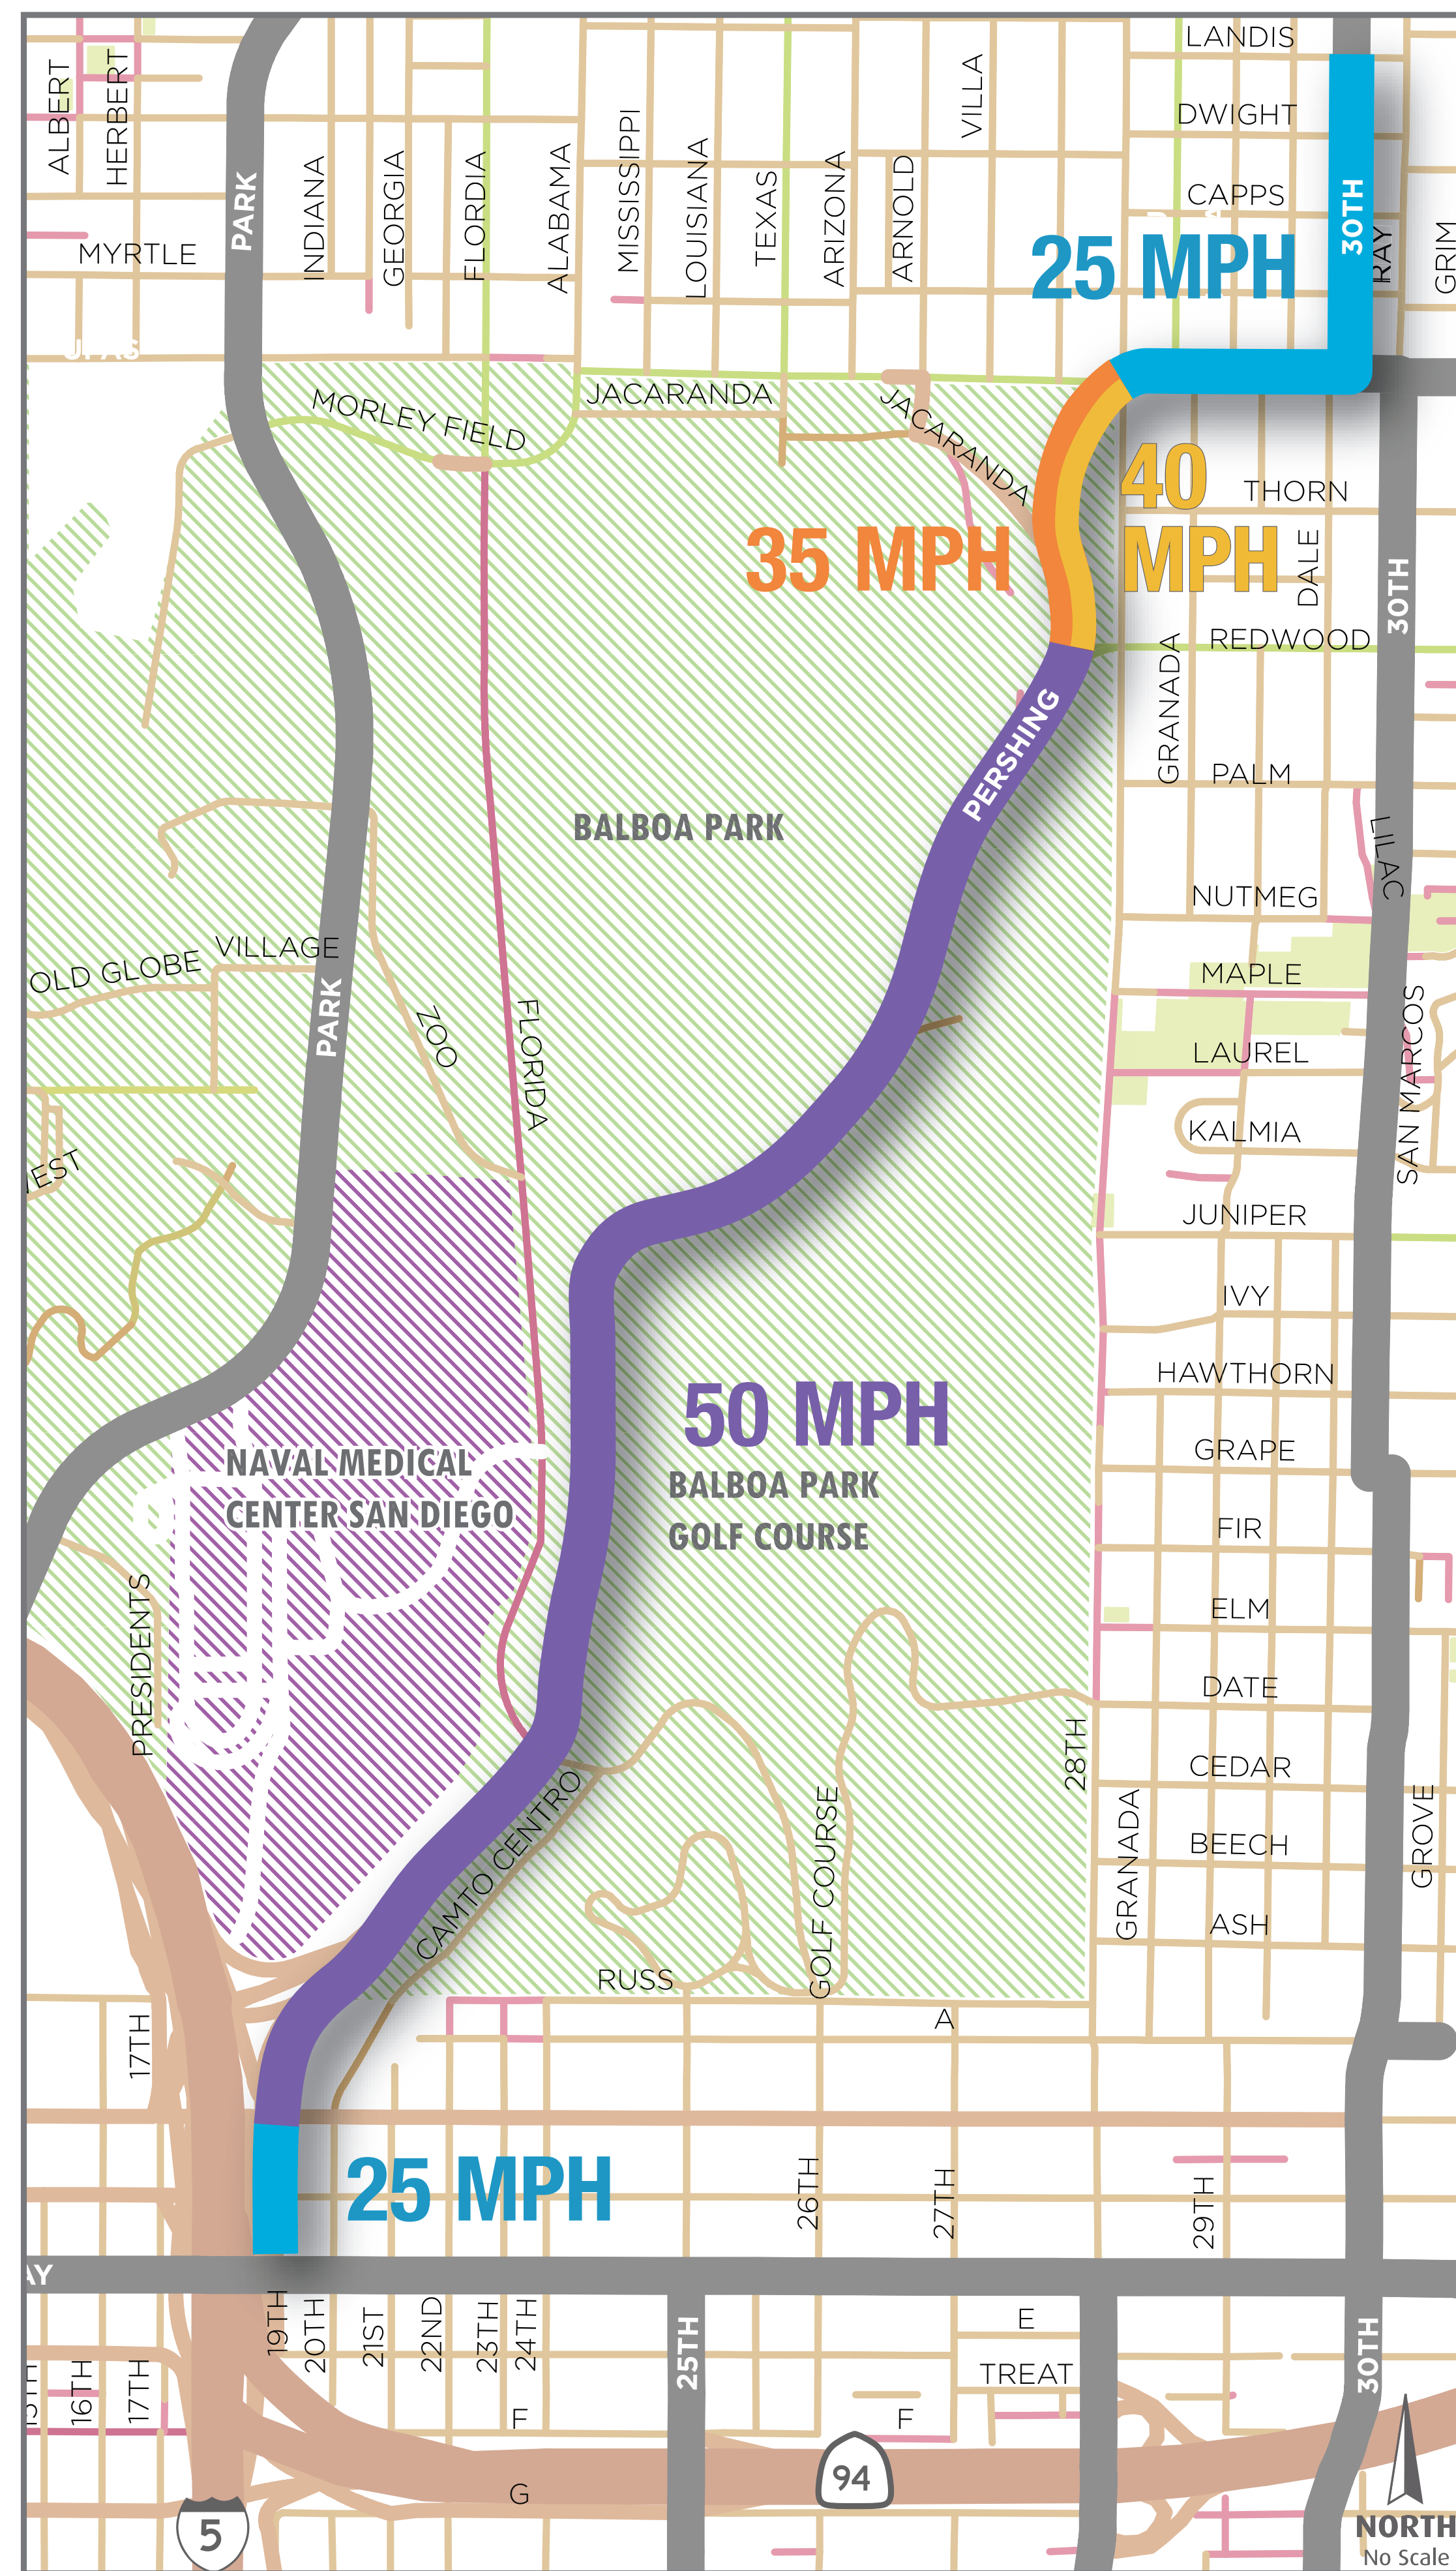 LANDIS
ALBERT
HERBERT
VILLA
DWIGHT
MISSISSIPPI
PARK
INDIANA
GEORGIA
FLORDIA
ALABAMA
LOUISIANA
TEXAS
ARIZONA
ARNOLD
CAPPS
30TH
RAY
GRIM
MYRTLE
25 MPH
JACARANDA
MORLEY FIELD
JACARANDA
40
MPH
THORN
35 MPH
DALE
30TH
REDWOOD
GRANADA
PERSHING
PALM
BALBOA PARK
LILAC
NUTMEG
VILLAGE
OLD GLOBE
MAPLE
PARK
ZOO
FLORIDA
LAUREL
SAN MARCOS
KALMIA
JUNIPER
IVY
HAWTHORN
50 MPH
BALBOA PARK
GOLF COURSE
GRAPE
NAVAL MEDICAL
CENTER SAN DIEGO
FIR
PRESIDENTS
ELM
DATE
28TH
CEDAR
CAMTO CENTRO
GOLF COURSE
GRANADA
BEECH
GROVE
ASH
RUSS
A
17TH
25 MPH
26TH
27TH
29TH
AY
19TH
20TH
21ST
22ND
23TH
24TH
25TH
E
30TH
16TH
17TH
TREAT
F
F
94
G
5
NORTH
No Scale